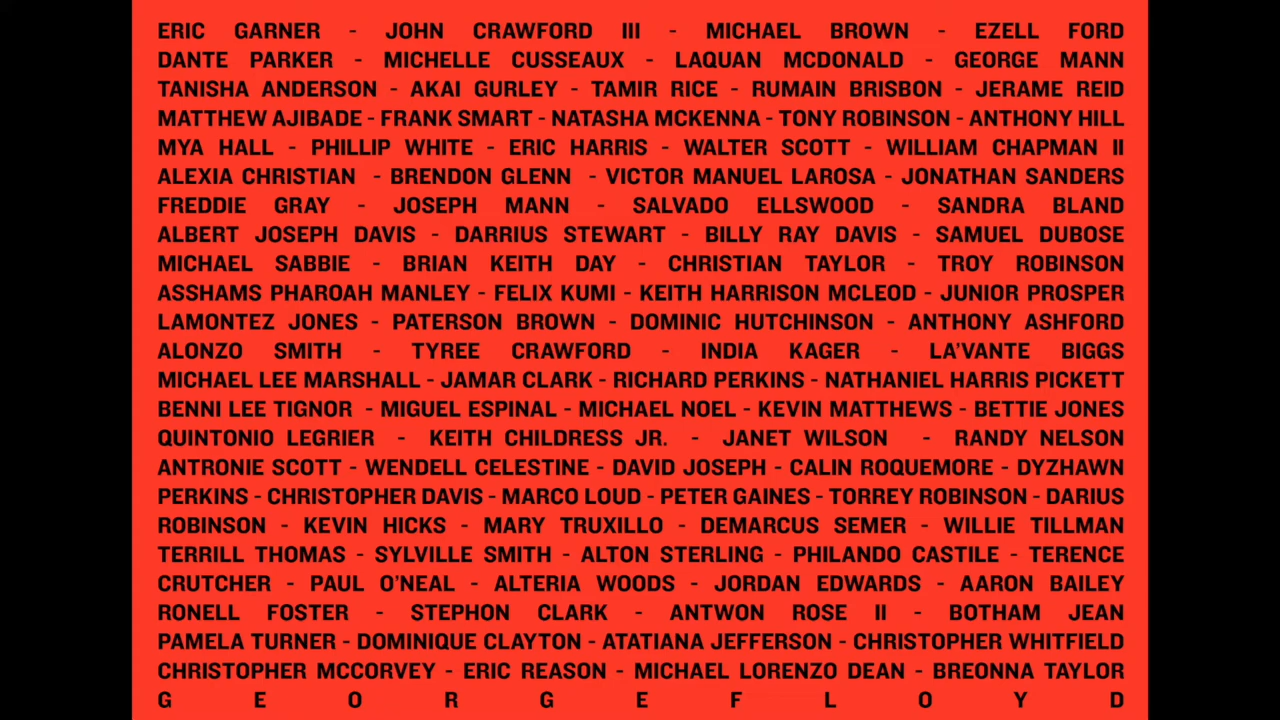 ERIC GARNER - JOHN CRAWFORD III - MICHAEL BROWN - EZELL FORD
DANTE PARKER - MICHELLE CUSSEAUX - LAQUAN MCDONALD - GEORGE MANN
TANISHA ANDERSON - AKAI GURLEY - TAMIR RICE - RUMAIN BRISBON - JERAME REID
MATTHEW AJIBADE - FRANK SMART - NATASHA MCKENNA - TONY ROBINSON - ANTHONY HILL
MYA HALL - PHILLIP WHITE - ERIC HARRIS - WALTER SCOTT - WILLIAM CHAPMAN II
ALEXIA CHRISTIAN - BRENDON GLENN - VICTOR MANUEL LAROSA - JONATHAN SANDERS
FREDDIE GRAY - JOSEPH MANN - SALVADO ELLSWOOD - SANDRA BLAND
ALBERT JOSEPH DAVIS - DARRIUS STEWART - BILLY RAY DAVIS - SAMUEL DUBOSE
MICHAEL SABBIE - BRIAN KEITH DAY - CHRISTIAN TAYLOR - TROY ROBINSON
ASSHAMS PHAROAH MANLEY - FELIX KUMI - KEITH HARRISON MCLEOD - JUNIOR PROSPER
LAMONTEZ JONES - PATERSON BROWN - DOMINIC HUTCHINSON - ANTHONY ASHFORD
ALONZO SMITH - TYREE CRAWFORD - INDIA KAGER - LA’VANTE BIGGS
MICHAEL LEE MARSHALL - JAMAR CLARK - RICHARD PERKINS - NATHANIEL HARRIS PICKETT
BENNI LEE TIGNOR - MIGUEL ESPINAL - MICHAEL NOEL - KEVIN MATTHEWS - BETTIE JONES
QUINTONIO LEGRIER - KEITH CHILDRESS JR. - JANET WILSON - RANDY NELSON
ANTRONIE SCOTT - WENDELL CELESTINE - DAVID JOSEPH - CALIN ROQUEMORE - DYZHAWN
PERKINS - CHRISTOPHER DAVIS - MARCO LOUD - PETER GAINES - TORREY ROBINSON - DARIUS
ROBINSON - KEVIN HICKS - MARY TRUXILLO - DEMARCUS SEMER - WILLIE TILLMAN
TERRILL THOMAS - SYLVILLE SMITH - ALTON STERLING - PHILANDO CASTILE - TERENCE
CRUTCHER - PAUL O’NEAL - ALTERIA WOODS - JORDAN EDWARDS - AARON BAILEY
RONELL FOSTER - STEPHON CLARK - ANTWON ROSE II - BOTHAM JEAN
PAMELA TURNER - DOMINIQUE CLAYTON - ATATIANA JEFFERSON - CHRISTOPHER WHITFIELD
CHRISTOPHER MCCORVEY - ERIC REASON - MICHAEL LORENZO DEAN - BREONNA TAYLOR
G E O R G E F L O Y D